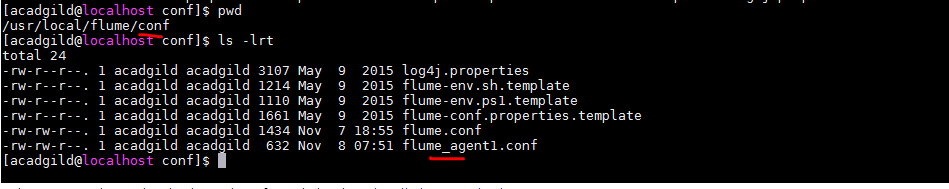 [acadgild@localhost conf]$ pwd
/usr/local/flume/conf
[acadgild@localhost conf]$ ls -lrt
total 24
-rw-r--r--. 1 acadgild acadgild 3107 May  9  2015 log4j.properties
-rw-r--r--. 1 acadgild acadgild 1214 May  9  2015 flume-env.sh.template
-rw-r--r--. 1 acadgild acadgild 1110 May  9  2015 flume-env.ps1.template
-rw-r--r--. 1 acadgild acadgild 1661 May  9  2015 flume-conf.properties.template
-rw-rw-r--. 1 acadgild acadgild 1434 Nov  7 18:55 flume.conf
-rw-rw-r--. 1 acadgild acadgild  632 Nov  8 07:51 flume_agent1.conf
[acadgild@localhost conf]$